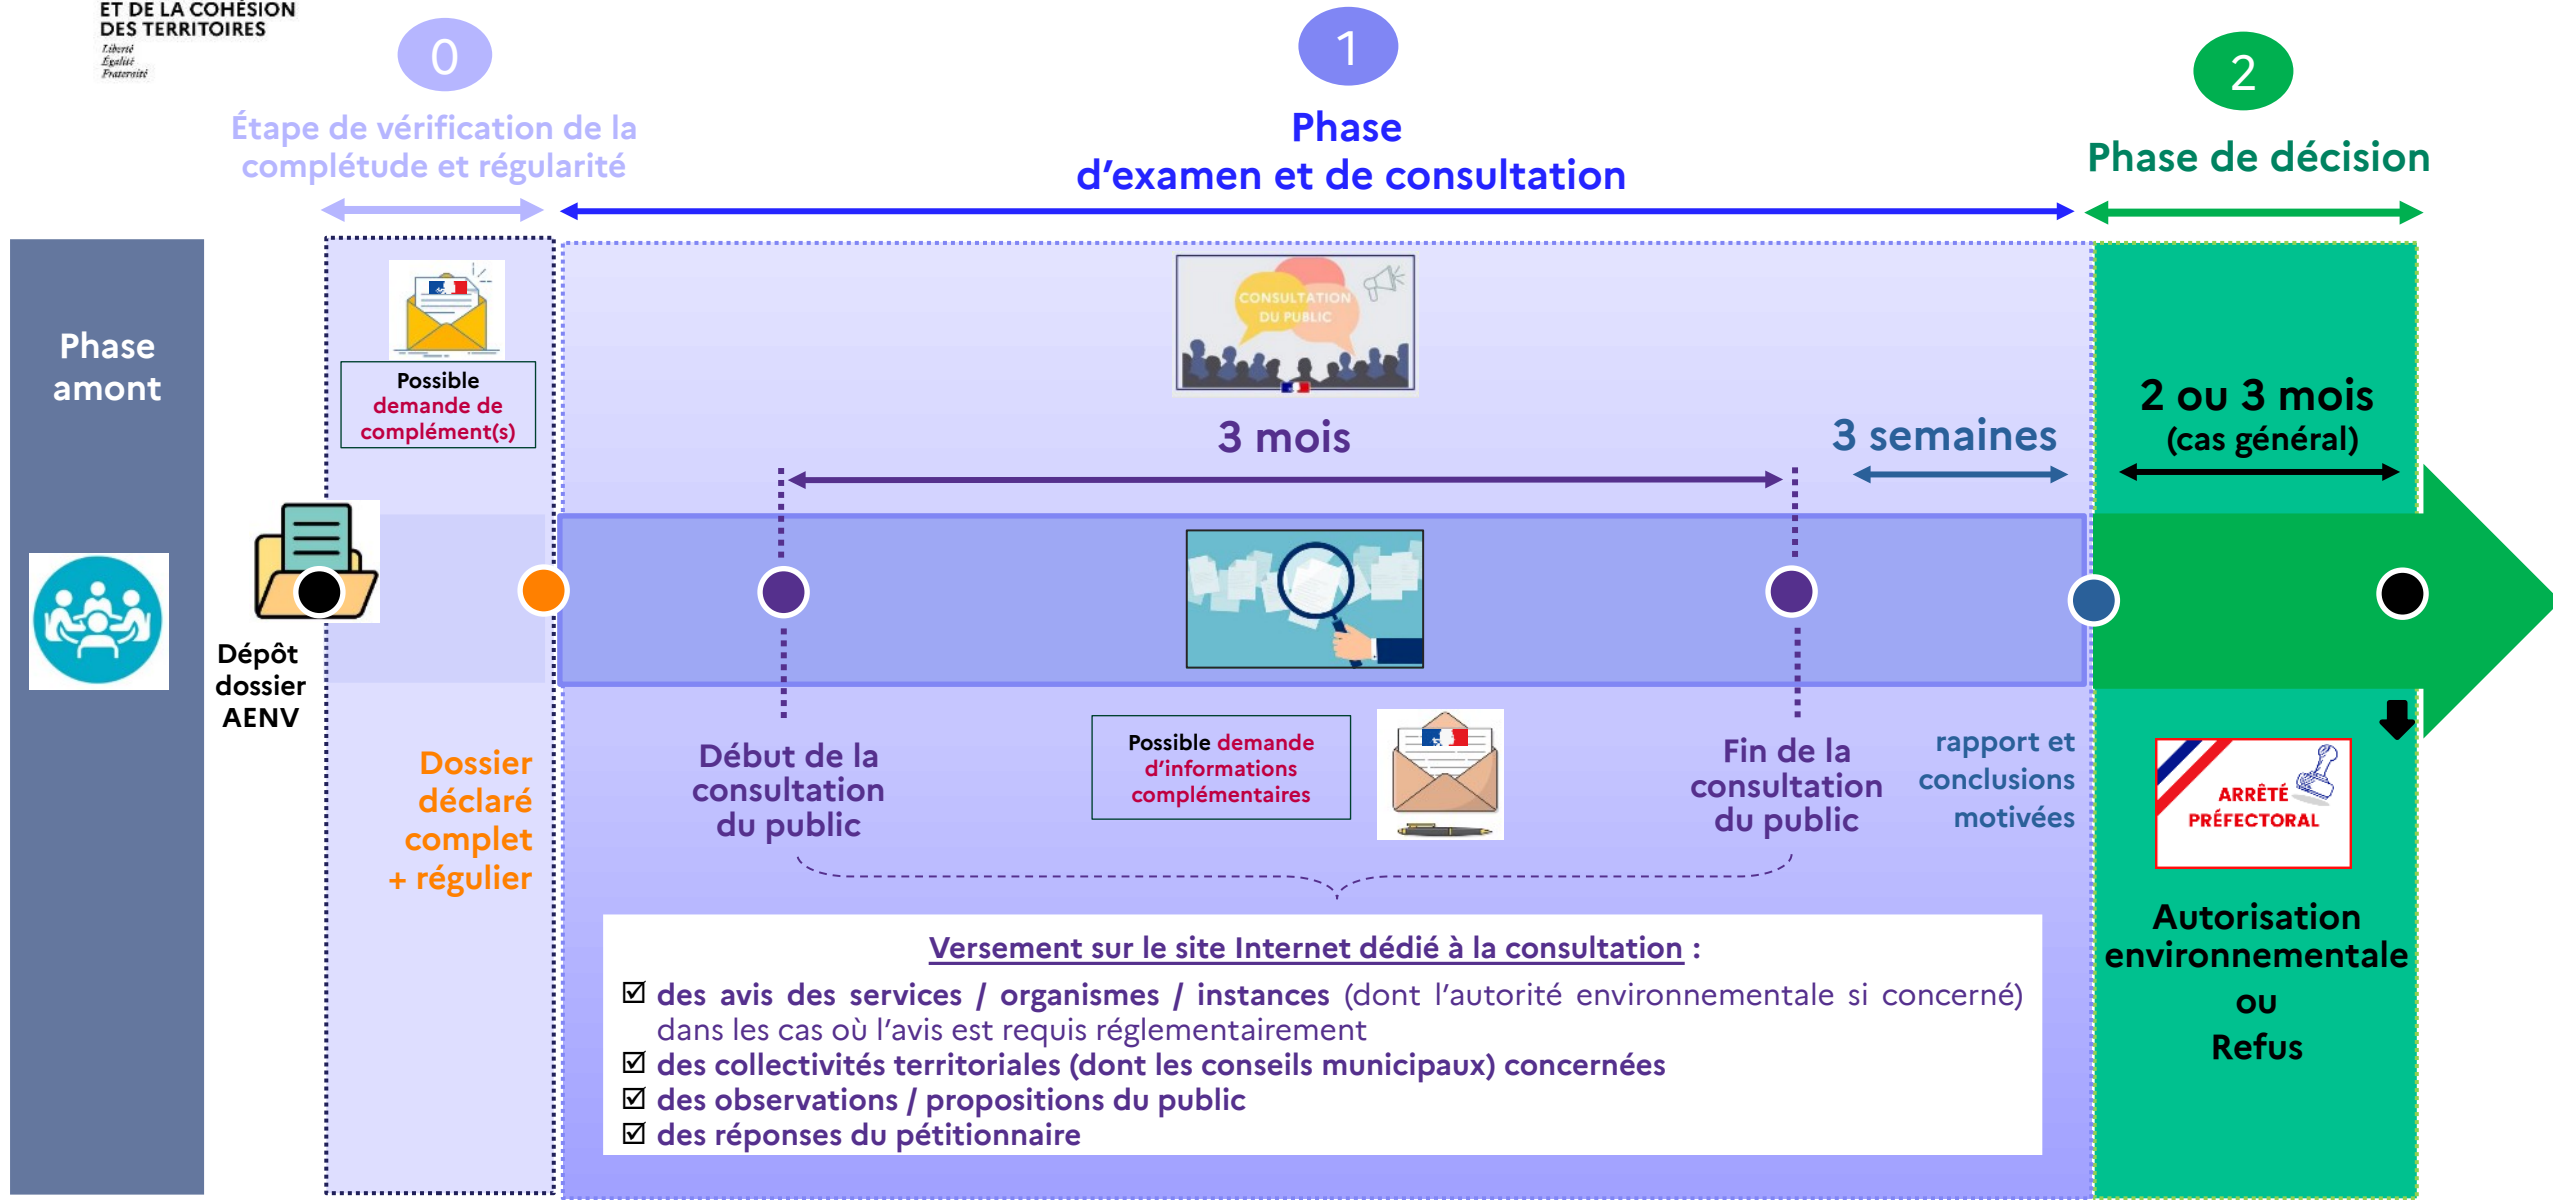 ET DE LA COHÉSION
DES TERRITOIRES
Liberté
Égalité
Fraternité
0
Étape de vérification de la
complétude et régularité
1
Phase
d’examen et de consultation
2
Phase de décision
Phase
amont
Possible
demande de
complément(s)
Dépôt
dossier
AENV
Dossier
déclaré
complet
+ régulier
CONSULTATION
DU PUBLIC
3 mois
3 semaines
Début de la
consultation
du public
Possible demande
d’informations
complémentaires
Fin de la
consultation
du public
rapport et
conclusions
motivées
Versement sur le site Internet dédié à la consultation :
☑ des avis des services / organismes / instances (dont l’autorité environnementale si concerné)
dans les cas où l’avis est requis réglementairement
☑ des collectivités territoriales (dont les conseils municipaux) concernées
☑ des observations / propositions du public
☑ des réponses du pétitionnaire
2 ou 3 mois
(cas général)
ARRÊTÉ
PRÉFECTORAL
Autorisation
environnementale
ou
Refus